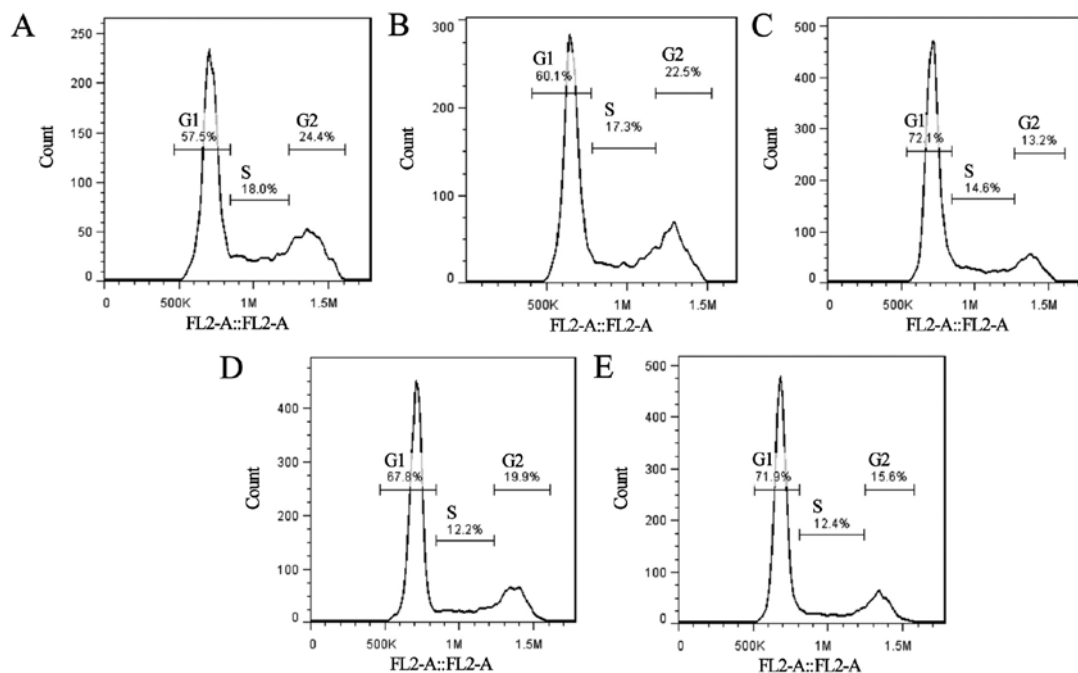 A
250
200
150
100
50
0
Count
G1
57.5%
S
18.0%
G2
24.4%
500K
1M
1.5M
FL2-A::FL2-A
B
300
200
100
0
G1
60.1%
S
17.3%
G2
22.5%
500K
1M
1.5M
FL2-A::FL2-A
C
500
400
300
200
100
0
Count
G1
72.1%
S
14.6%
G2
13.2%
500K
1M
1.5M
FL2-A::FL2-A
D
400
300
200
100
0
Count
G1
67.8%
S
12.2%
G2
19.9%
0
500K
1M
1.5M
FL2-A::FL2-A
E
500
400
300
200
100
0
Count
G1
71.9%
S
12.4%
G2
15.6%
0
500K
1M
1.5M
FL2-A::FL2-A